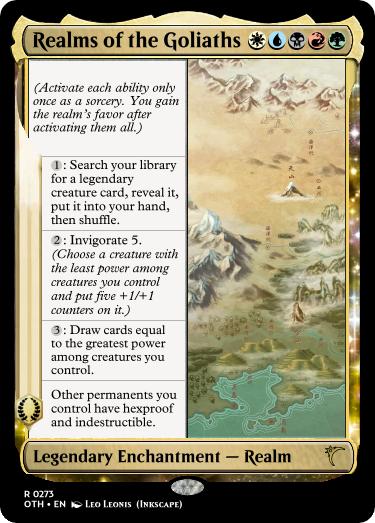 Realms of the Goliaths
(Activate each ability only
once as a sorcery. You gain
the realm's favor after
activating them all.)
1: Search your library
for a legendary
creature card, reveal it,
put it into your hand,
then shuffle.
2: Invigorate 5.
(Choose a creature with
the least power among
creatures you control
and put five +1/+1
counters on it.)
3: Draw cards equal
to the greatest power
among creatures you
control.
Other permanents you
control have hexproof
and indestructible.
天山
Legendary Enchantment — Realm
R 0273
OTH • EN Leo Leonis (Inkscape)